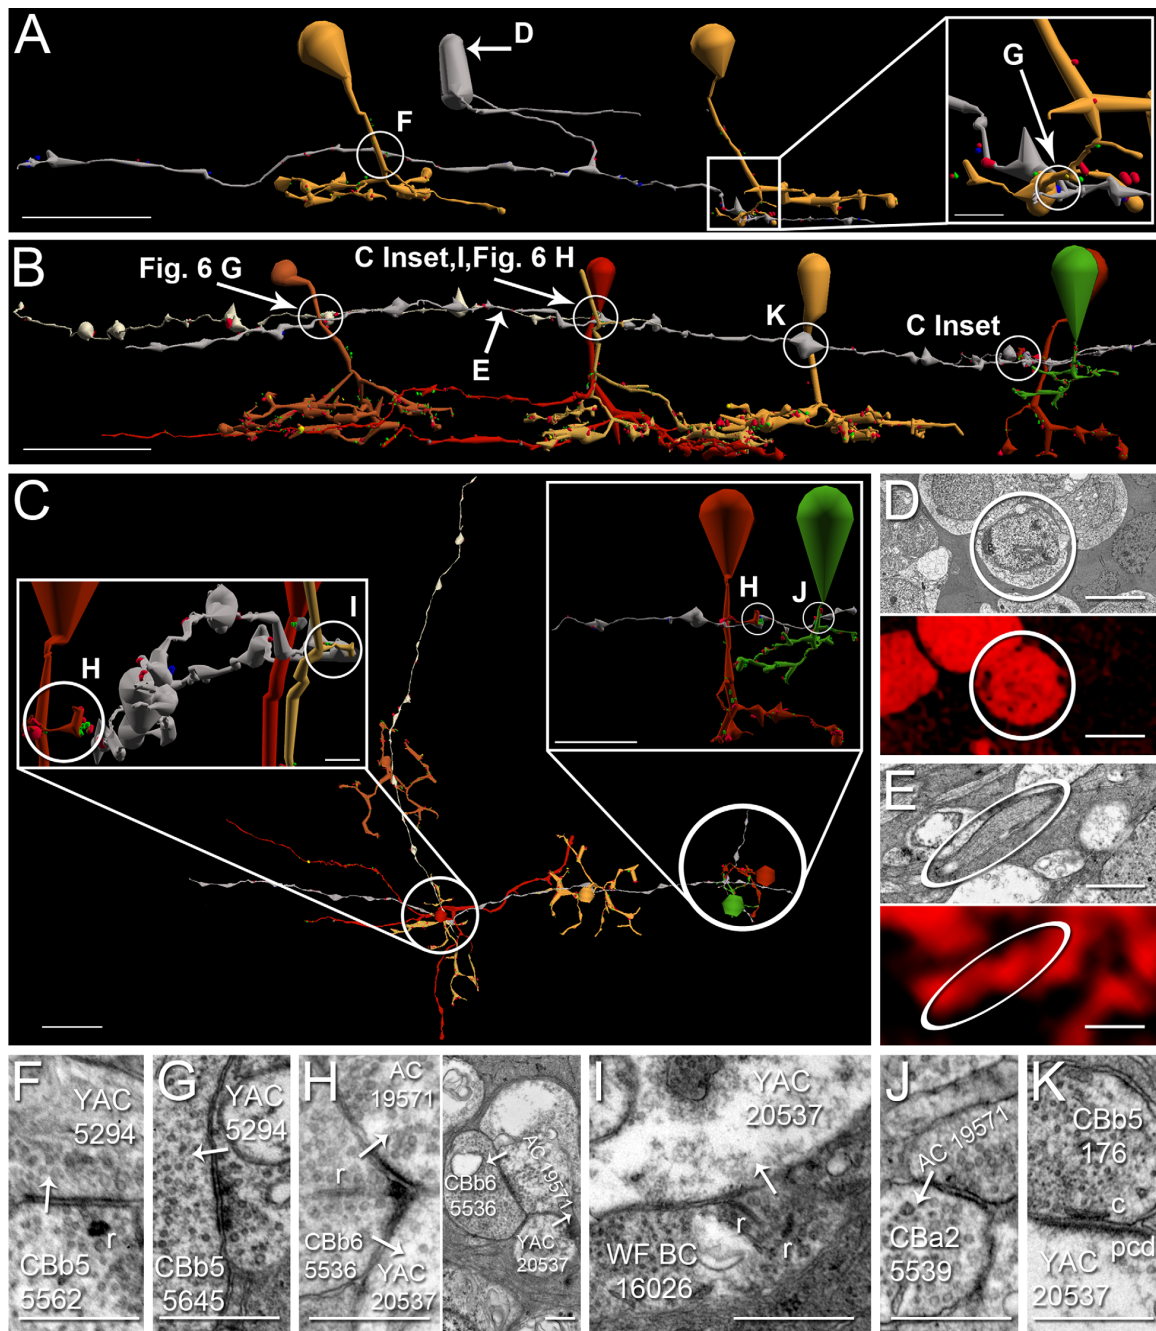 A
D
F
G
B
Fig. 6 G
C Inset,I,Fig. 6 H
E
K
C Inset
C
H
I
H
J
D
E
F
YAC
5294
r
CBb5
5562
G
YAC
5294
CBb5
5645
H
AC
19571
r
CBb6
5536
YAC
20537
AC 19571
CBb6
5536
YAC
20537
I
YAC
20537
r
r
WF BC
16026
J
AC 19571
CBa2
5539
K
CBb5
176
c
pcd
YAC
20537